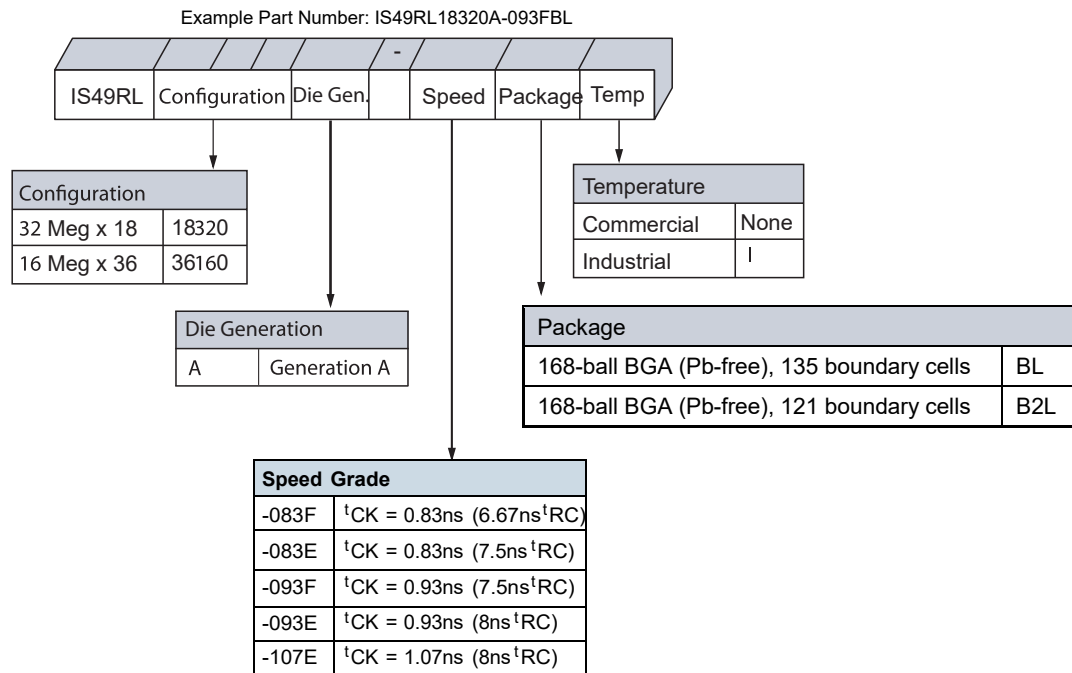 Example Part Number: IS49RL18320A-093FBL
-
IS49RL Configuration Die Gen. Speed Package Temp
Configuration
32 Meg x 18 18320
16 Meg x 36 36160
Temperature
Commercial None
Industrial I
Die Generation
A Generation A
Package
168-ball BGA (Pb-free), 135 boundary cells BL
168-ball BGA (Pb-free), 121 boundary cells B2L
Speed Grade
-083F tCK = 0.83ns (6.67ns tRC)
-083E tCK = 0.83ns (7.5ns tRC)
-093F tCK = 0.93ns (7.5ns tRC)
-093E tCK = 0.93ns (8ns tRC)
-107E tCK = 1.07ns (8ns tRC)